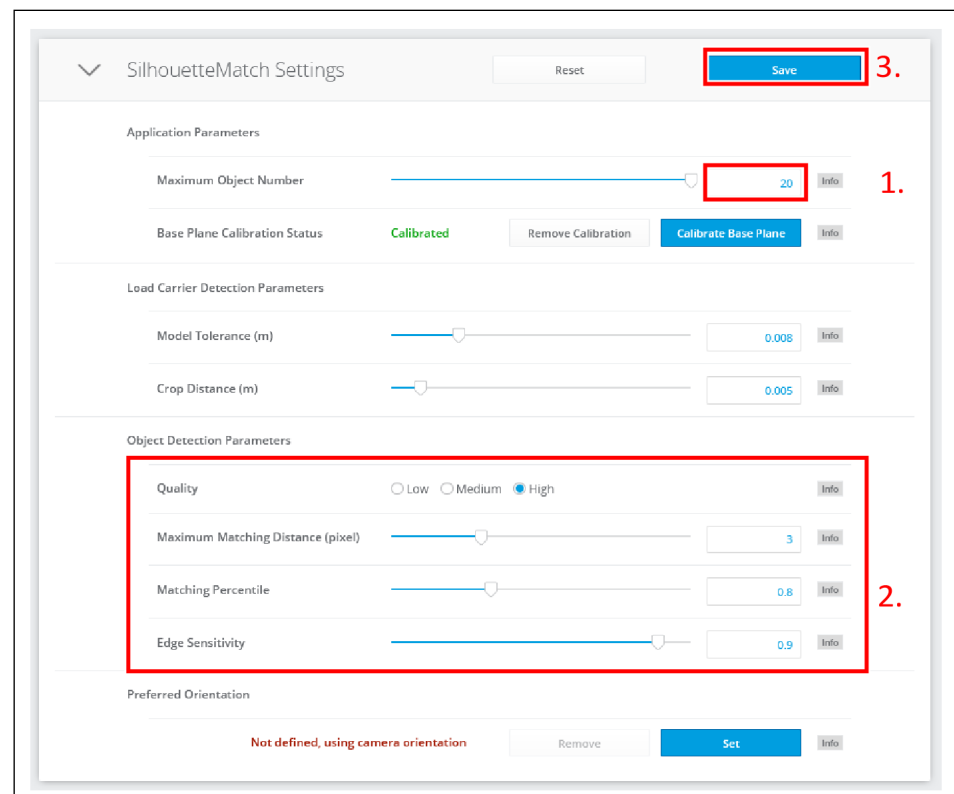 SilhouetteMatch Settings Reset Save 3.
Application Parameters
Maximum Object Number 20 Info 1.
Base Plane Calibration Status Calibrated Remove Calibration Calibrate Base Plane Info
Load Carrier Detection Parameters
Model Tolerance (m) 0.008 Info
Crop Distance (m) 0.005 Info
Object Detection Parameters
Quality Low Medium High Info
Maximum Matching Distance (pixel) 3 Info
Matching Percentile 0.8 Info 2.
Edge Sensitivity 0.9 Info
Preferred Orientation
Not defined, using camera orientation Remove Set Info